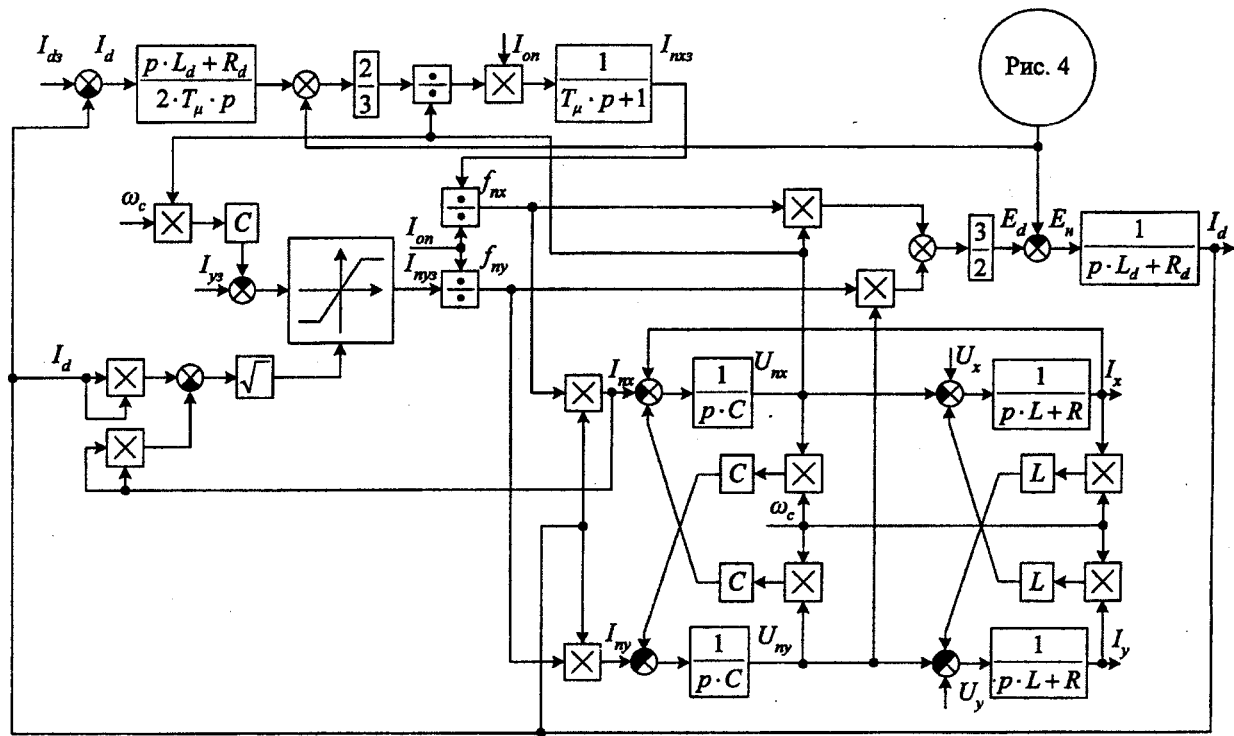 I_dз
I_d
p·L_d+R_d
2·T_μ·p
2
3
÷
×
I_оп
1
T_μ·p+1
I_пхз
Рис. 4
ω_c
×
C
I_уз
I_оп
I_пуз
÷
f_пх
÷
f_пу
×
×
3
2
E_d
E_н
1
p·L_d+R_d
I_d
I_d
×
×
√
×
I_пх
1
p·C
U_пх
U_x
1
p·L+R
I_x
C
×
L
×
ω_c
C
×
L
×
×
I_пу
1
p·C
U_пу
U_y
1
p·L+R
I_y